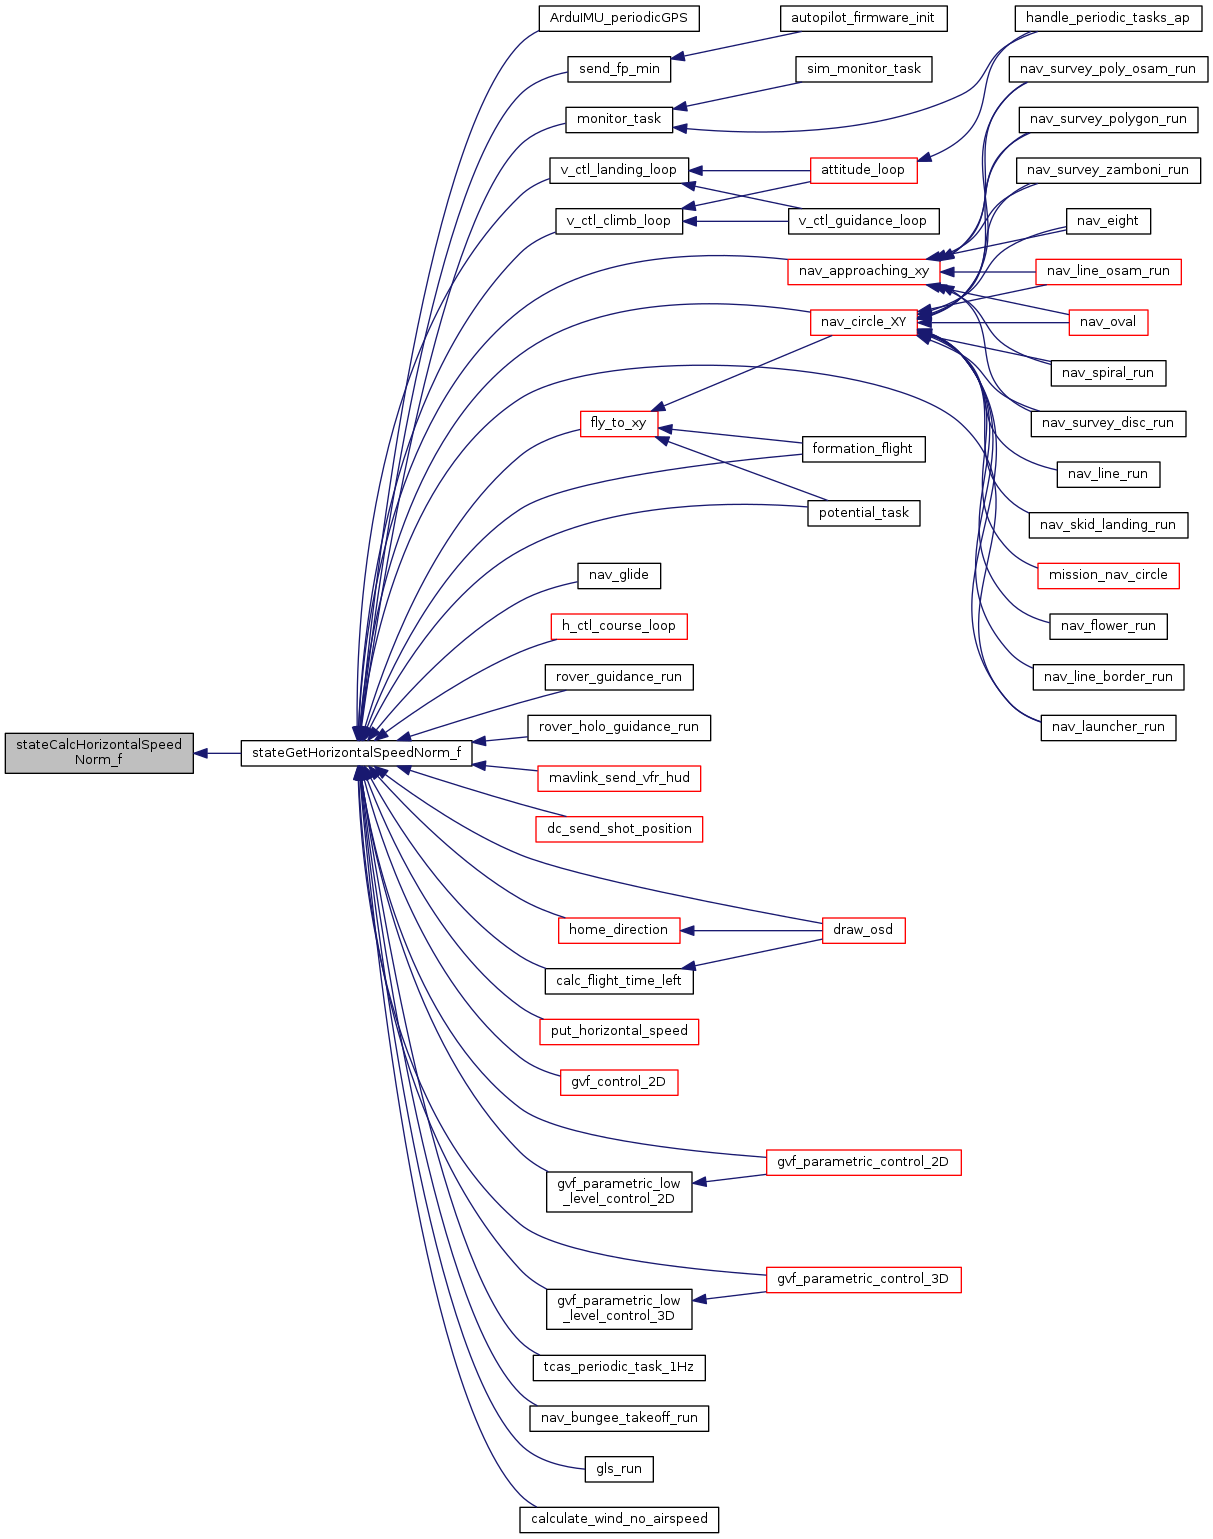 ArduIMU_periodicGPS
autopilot_firmware_init
handle_periodic_tasks_ap
send_fp_min
sim_monitor_task
nav_survey_poly_osam_run
monitor_task
nav_survey_polygon_run
v_ctl_landing_loop
attitude_loop
nav_survey_zamboni_run
v_ctl_climb_loop
v_ctl_guidance_loop
nav_eight
nav_approaching_xy
nav_line_osam_run
nav_circle_XY
nav_oval
nav_spiral_run
fly_to_xy
nav_survey_disc_run
formation_flight
nav_line_run
potential_task
nav_skid_landing_run
nav_glide
mission_nav_circle
h_ctl_course_loop
nav_flower_run
rover_guidance_run
nav_line_border_run
rover_holo_guidance_run
nav_launcher_run
stateCalcHorizontalSpeed
Norm_f
stateGetHorizontalSpeedNorm_f
mavlink_send_vfr_hud
dc_send_shot_position
home_direction
draw_osd
calc_flight_time_left
put_horizontal_speed
gvf_control_2D
gvf_parametric_control_2D
gvf_parametric_low
_level_control_2D
gvf_parametric_control_3D
gvf_parametric_low
_level_control_3D
tcas_periodic_task_1Hz
nav_bungee_takeoff_run
gls_run
calculate_wind_no_airspeed